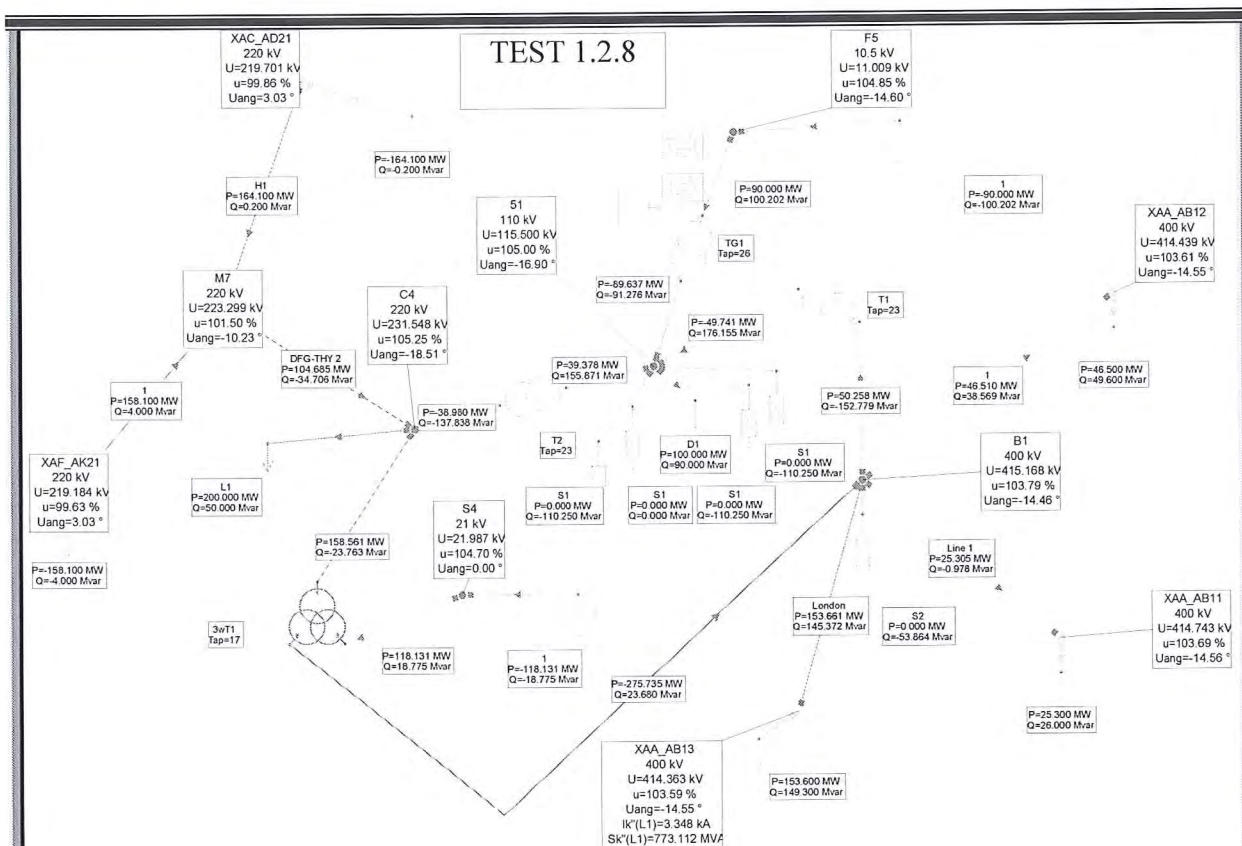 TEST 1.2.8
XAC_AD21
220 kV
U=219.701 kV
u=99.86 %
Uang=3.03 °
F5
10.5 kV
U=11.009 kV
u=104.85 %
Uang=-14.60 °
P=-164.100 MW
Q=-0.200 Mvar
H1
P=164.100 MW
Q=0.200 Mvar
P=90.000 MW
Q=100.202 Mvar
1
P=-90.000 MW
Q=-100.202 Mvar
S1
110 kV
U=115.500 kV
u=105.00 %
Uang=-16.90 °
XAA_AB12
400 kV
U=414.439 kV
u=103.61 %
Uang=-14.55 °
TG1
Tap=26
M7
220 kV
U=223.299 kV
u=101.50 %
Uang=-10.23 °
C4
220 kV
U=231.548 kV
u=105.25 %
Uang=-18.51 °
P=-89.637 MW
Q=-91.276 Mvar
T1
Tap=23
P=-49.741 MW
Q=176.155 Mvar
DFG-THY 2
P=104.685 MW
Q=-34.706 Mvar
P=39.378 MW
Q=155.871 Mvar
1
P=46.510 MW
Q=38.569 Mvar
P=46.500 MW
Q=49.600 Mvar
1
P=158.100 MW
Q=4.000 Mvar
P=50.258 MW
Q=-152.779 Mvar
P=-38.980 MW
Q=-137.838 Mvar
T2
Tap=23
D1
P=100.000 MW
Q=90.000 Mvar
S1
P=0.000 MW
Q=-110.250 Mvar
B1
400 kV
U=415.168 kV
u=103.79 %
Uang=-14.46 °
XAF_AK21
220 kV
U=219.184 kV
u=99.63 %
Uang=3.03 °
L1
P=200.000 MW
Q=50.000 Mvar
S1
P=0.000 MW
Q=-110.250 Mvar
S1
P=0.000 MW
Q=0.000 Mvar
S1
P=0.000 MW
Q=-110.250 Mvar
S4
21 kV
U=21.987 kV
u=104.70 %
Uang=0.00 °
P=158.561 MW
Q=-23.763 Mvar
Line 1
P=25.305 MW
Q=-0.978 Mvar
P=-158.100 MW
Q=-4.000 Mvar
London
P=153.661 MW
Q=145.372 Mvar
S2
P=0.000 MW
Q=-53.864 Mvar
XAA_AB11
400 kV
U=414.743 kV
u=103.69 %
Uang=-14.56 °
3wT1
Tap=17
P=118.131 MW
Q=18.775 Mvar
1
P=-118.131 MW
Q=-18.775 Mvar
P=-275.735 MW
Q=23.680 Mvar
P=25.300 MW
Q=26.000 Mvar
XAA_AB13
400 kV
U=414.363 kV
u=103.59 %
Uang=-14.55 °
Ik"(L1)=3.348 kA
Sk"(L1)=773.112 MVA
P=153.600 MW
Q=149.300 Mvar